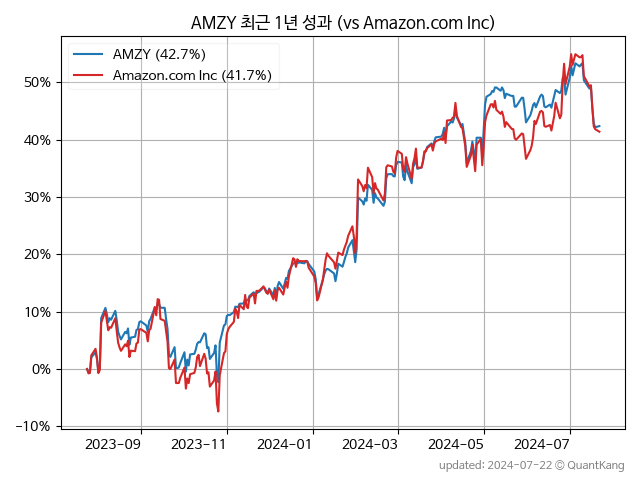 AMZY 최근 1년 성과 (vs Amazon.com Inc)
AMZY (42.7%)
Amazon.com Inc (41.7%)
50%
40%
30%
20%
10%
0%
−10%
2023-09 2023-11 2024-01 2024-03 2024-05 2024-07
updated: 2024-07-22 © QuantKang